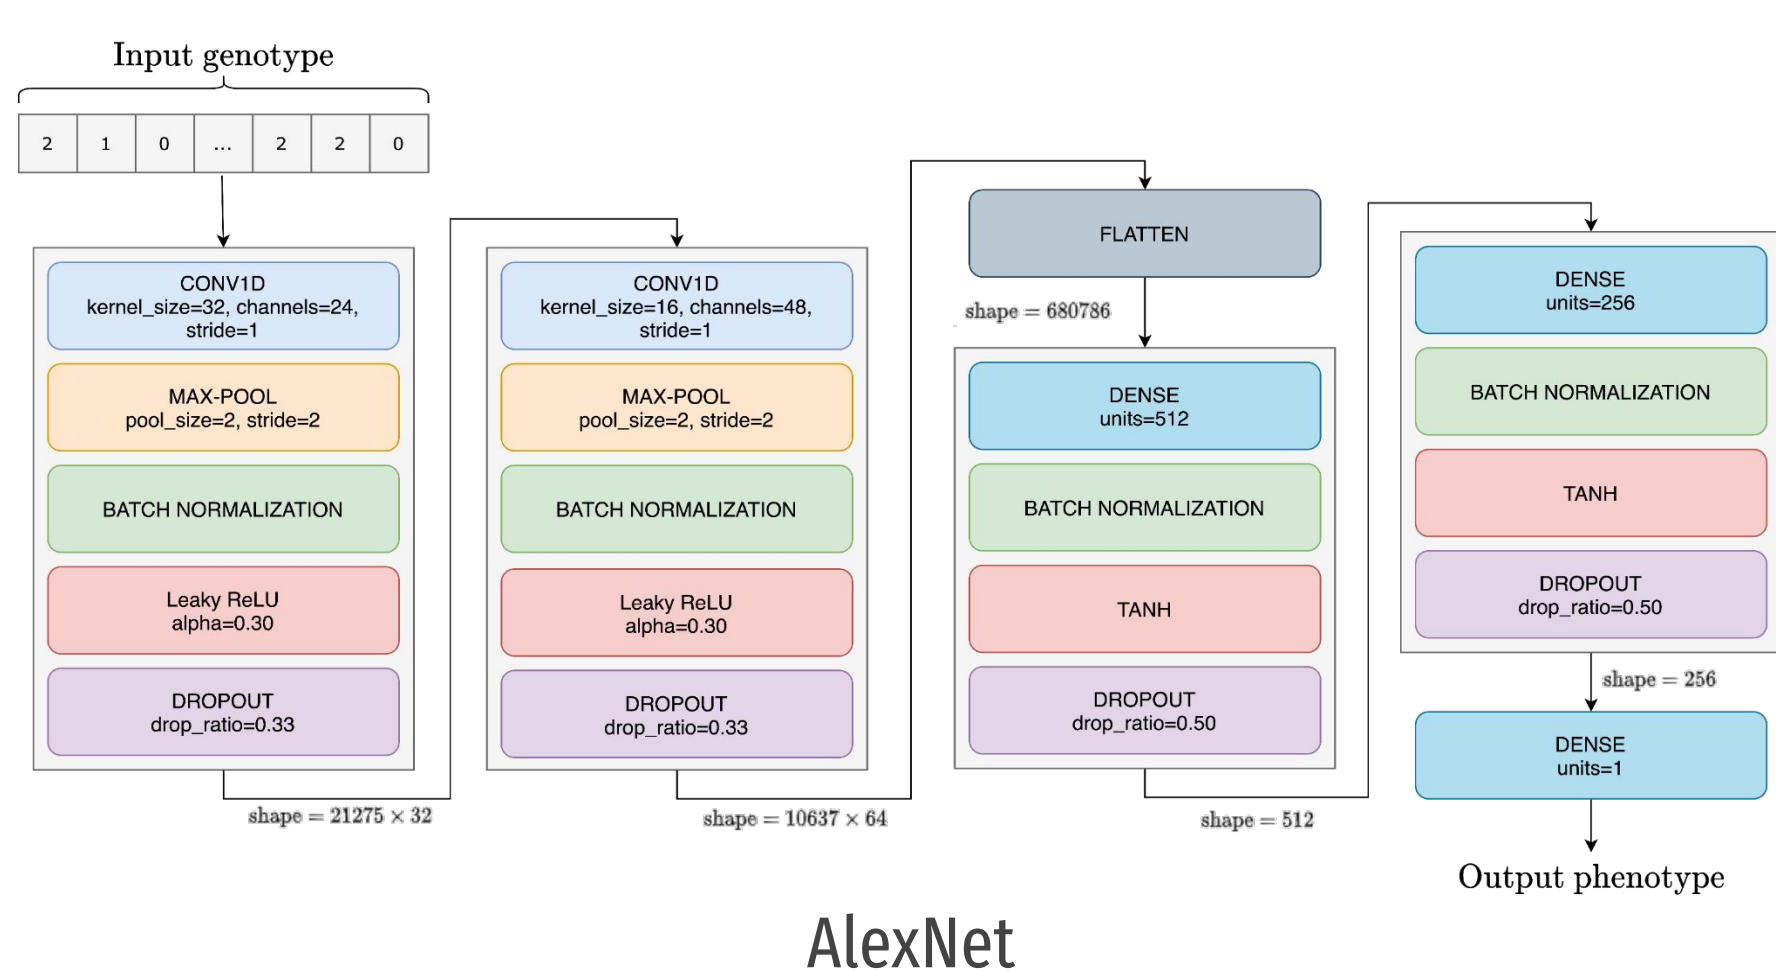 Input genotype
2 1 0 ... 2 2 0
CONV1D
kernel_size=32, channels=24,
stride=1
MAX-POOL
pool_size=2, stride=2
BATCH NORMALIZATION
Leaky ReLU
alpha=0.30
DROPOUT
drop_ratio=0.33
shape = 21275 × 32
CONV1D
kernel_size=16, channels=48,
stride=1
MAX-POOL
pool_size=2, stride=2
BATCH NORMALIZATION
Leaky ReLU
alpha=0.30
DROPOUT
drop_ratio=0.33
shape = 10637 × 64
FLATTEN
shape = 680786
DENSE
units=512
BATCH NORMALIZATION
TANH
DROPOUT
drop_ratio=0.50
shape = 512
DENSE
units=256
BATCH NORMALIZATION
TANH
DROPOUT
drop_ratio=0.50
shape = 256
DENSE
units=1
Output phenotype
AlexNet